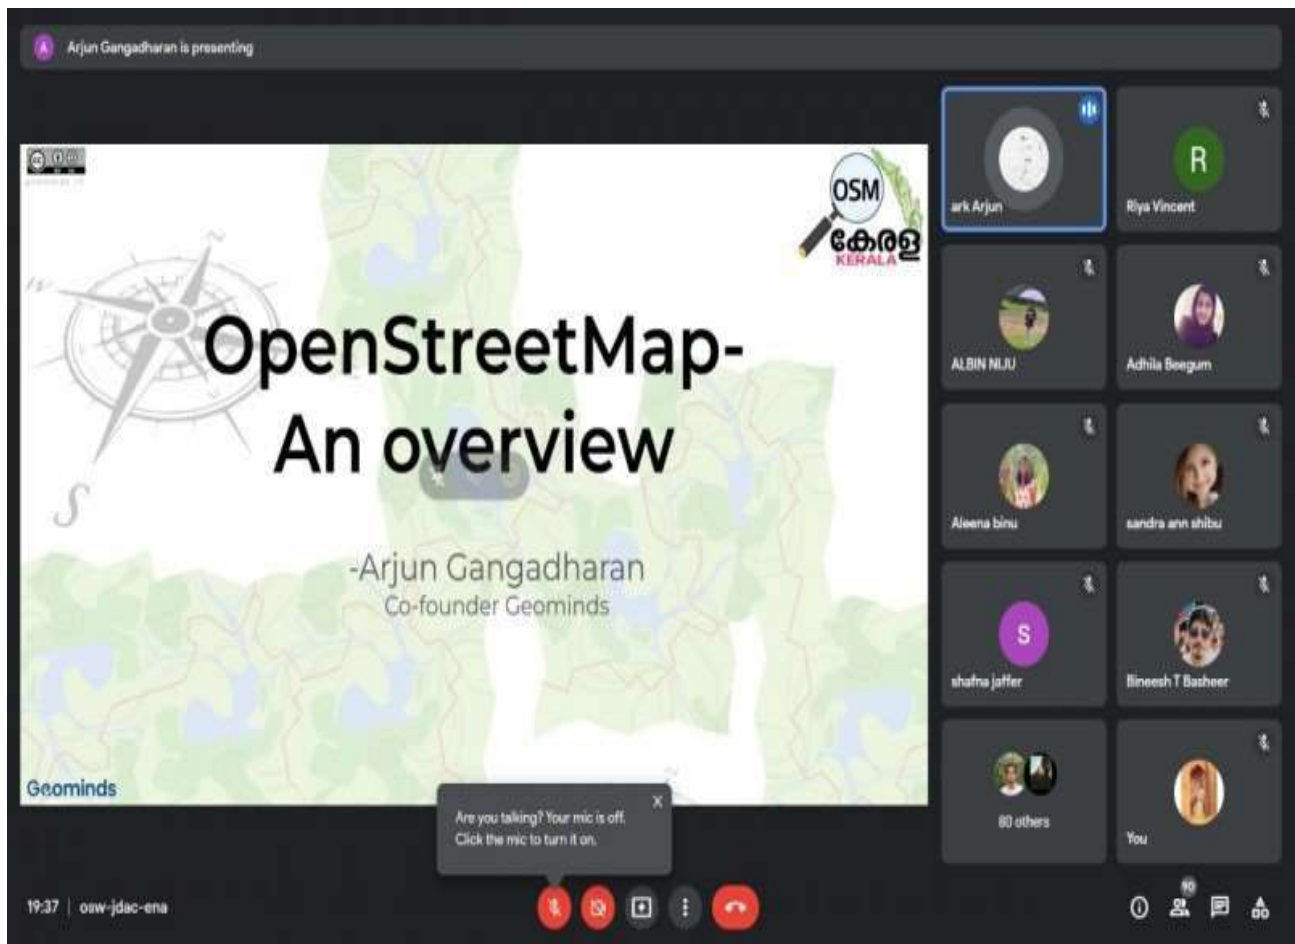 A Arjun Gangadharan is presenting
cc
OSM
കേരള
KERALA
OpenStreetMap-
An overview
-Arjun Gangadharan
Co-founder Geominds
Geominds
N
W
S
ark Arjun
R
Riya Vincent
ALBIN NIJU
Adhila Beegum
Aleena binu
sandra ann shibu
S
shafna jaffer
Bineesh T Basheer
80 others
You
Are you talking? Your mic is off.
Click the mic to turn it on.
X
19:37 | osw-jdac-ena
90